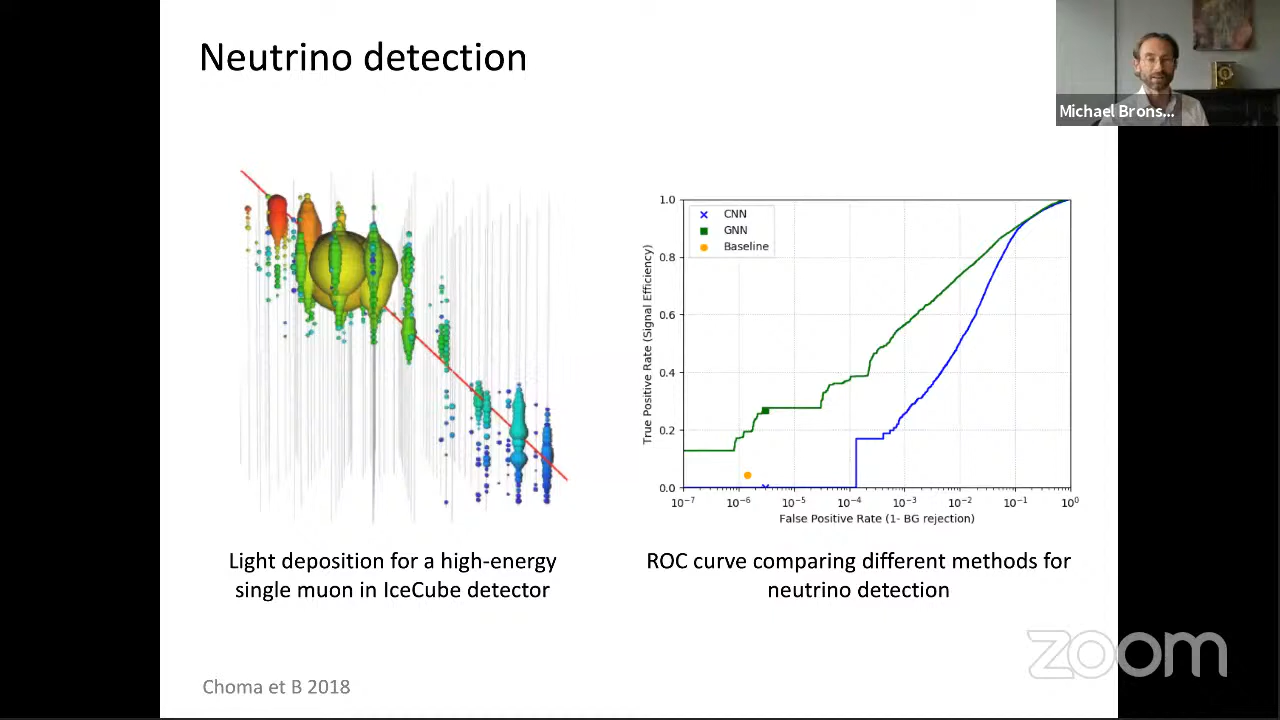 Neutrino detection
Michael Brons...
CNN
GNN
Baseline
True Positive Rate (Signal Efficiency)
1.0
0.8
0.6
0.4
0.2
0.0
10⁻⁷ 10⁻⁶ 10⁻⁵ 10⁻⁴ 10⁻³ 10⁻² 10⁻¹ 10⁰
False Positive Rate (1- BG rejection)
Light deposition for a high-energy
single muon in IceCube detector
ROC curve comparing different methods for
neutrino detection
Choma et B 2018
zoom